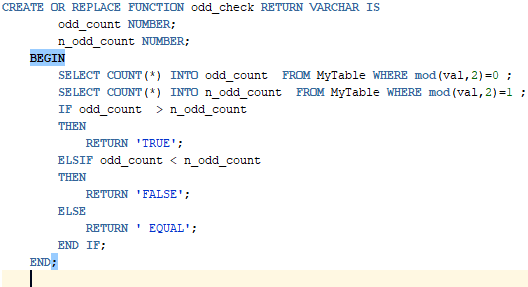 CREATE OR REPLACE FUNCTION odd_check RETURN VARCHAR IS
odd_count NUMBER;
n_odd_count NUMBER;
BEGIN
SELECT COUNT(*) INTO odd_count  FROM MyTable WHERE mod(val,2)=0 ;
SELECT COUNT(*) INTO n_odd_count  FROM MyTable WHERE mod(val,2)=1 ;
IF odd_count  > n_odd_count
THEN
RETURN 'TRUE';
ELSIF odd_count < n_odd_count
THEN
RETURN 'FALSE';
ELSE
RETURN ' EQUAL';
END IF;
END;